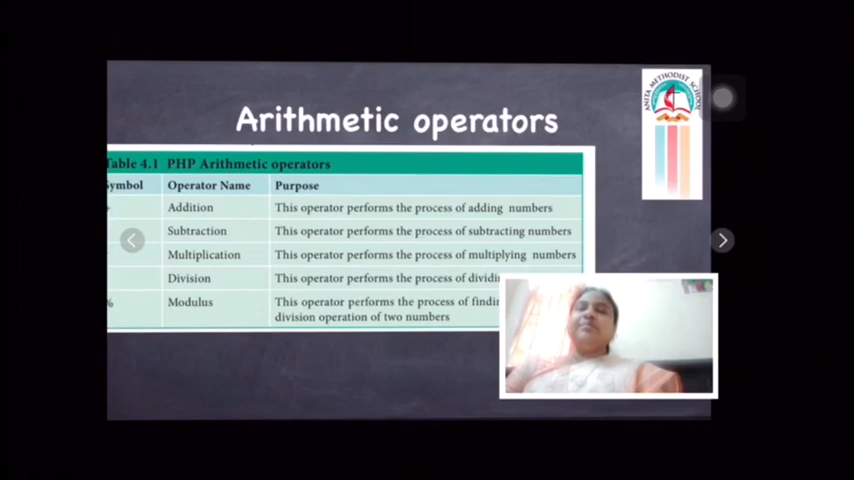 ANITA METHODIST SCHOOL
Arithmetic operators
Table 4.1 PHP Arithmetic operators
Symbol Operator Name Purpose
Addition This operator performs the process of adding numbers
Subtraction This operator performs the process of subtracting numbers
Multiplication This operator performs the process of multiplying numbers
Division This operator performs the process of
% Modulus This operator performs the process of
division operation of two numbers